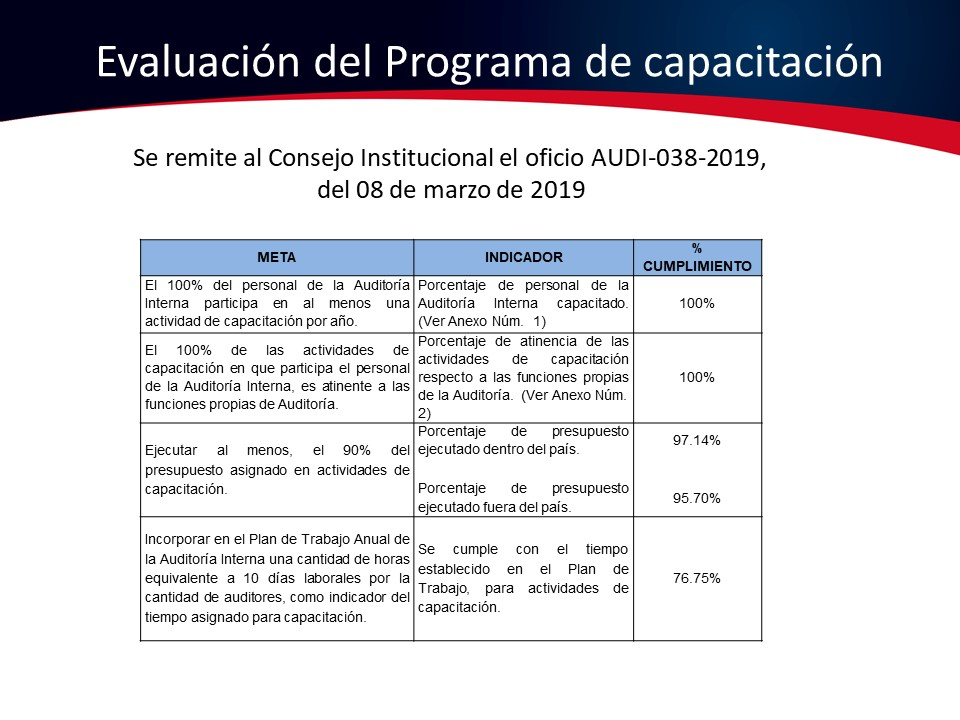 Evaluación del Programa de capacitación
Se remite al Consejo Institucional el oficio AUDI-038-2019,
del 08 de marzo de 2019
META
INDICADOR
%
CUMPLIMIENTO
El 100% del personal de la Auditoría
Interna participa en al menos una
actividad de capacitación por año.
Porcentaje de personal de la
Auditoría Interna capacitado.
(Ver Anexo Núm. 1)
100%
El 100% de las actividades de
capacitación en que participa el personal
de la Auditoría Interna, es atinente a las
funciones propias de Auditoría.
Porcentaje de atinencia de las
actividades de capacitación
respecto a las funciones propias
de la Auditoría. (Ver Anexo Núm.
2)
100%
Ejecutar al menos, el 90% del
presupuesto asignado en actividades de
capacitación.
Porcentaje de presupuesto
ejecutado dentro del país.
97.14%
Porcentaje de presupuesto
ejecutado fuera del país.
95.70%
Incorporar en el Plan de Trabajo Anual de
la Auditoría Interna una cantidad de horas
equivalente a 10 días laborales por la
cantidad de auditores, como indicador del
tiempo asignado para capacitación.
Se cumple con el tiempo
establecido en el Plan de
Trabajo, para actividades de
capacitación.
76.75%